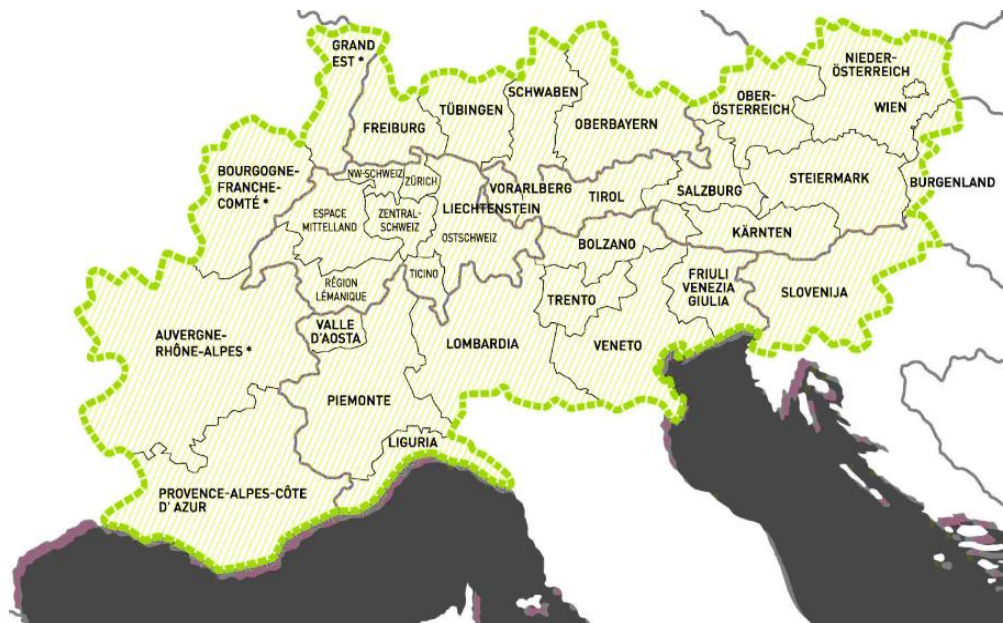 GRAND
EST *
NIEDER-
ÖSTERREICH
SCHWABEN
TÜBINGEN
OBER-
ÖSTERREICH
WIEN
FREIBURG
OBERBAYERN
BOURGOGNE-
FRANCHE-
COMTÉ *
NW-SCHWEIZ
ZÜRICH
VORARLBERG
TIROL
SALZBURG
STEIERMARK
BURGENLAND
LIECHTENSTEIN
ESPACE
MITTELLAND
ZENTRAL-
SCHWEIZ
OSTSCHWEIZ
BOLZANO
KÄRNTEN
RÉGION
LÉMANIQUE
TICINO
TRENTO
FRIULI
VENEZIA
GIULIA
SLOVENIJA
AUVERGNE-
RHÔNE-ALPES *
VALLE
D'AOSTA
LOMBARDIA
VENETO
PIEMONTE
LIGURIA
PROVENCE-ALPES-CÔTE
D' AZUR